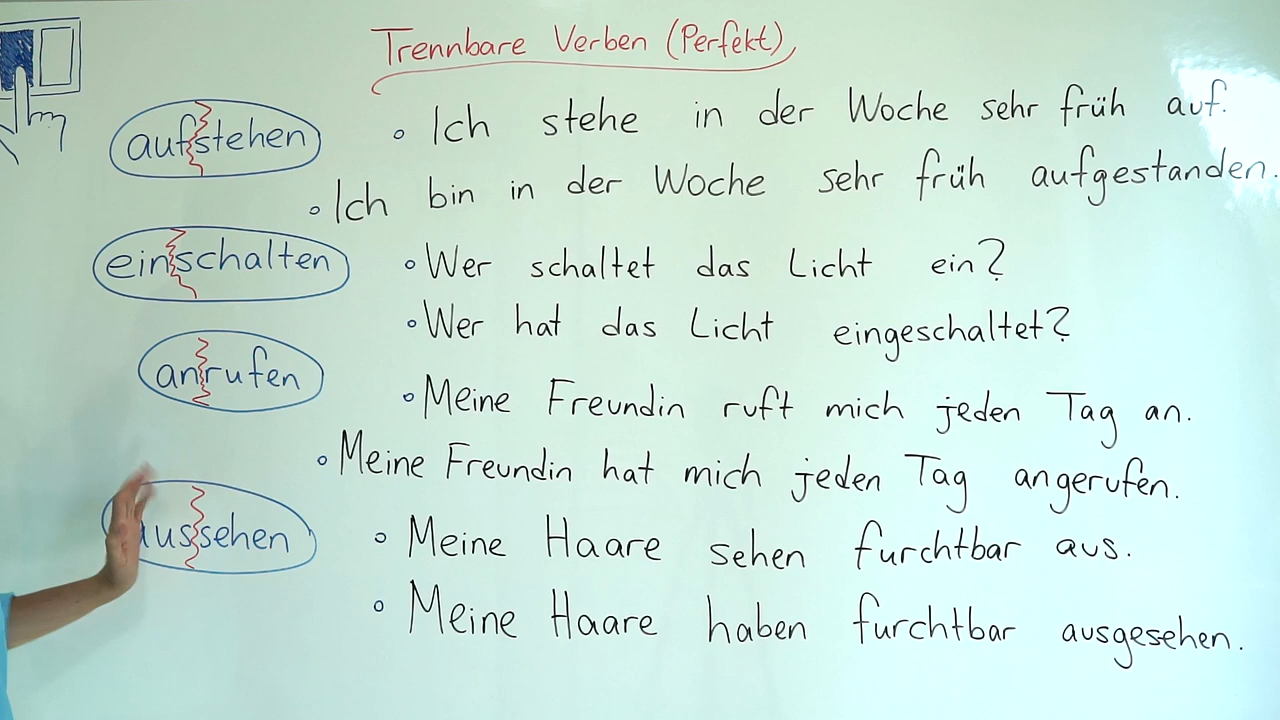 Trennbare Verben (Perfekt)
aufstehen
• Ich stehe in der Woche sehr früh auf.
• Ich bin in der Woche sehr früh aufgestanden.
einschalten
• Wer schaltet das Licht ein?
• Wer hat das Licht eingeschaltet?
anrufen
• Meine Freundin ruft mich jeden Tag an.
• Meine Freundin hat mich jeden Tag angerufen.
aussehen
• Meine Haare sehen furchtbar aus.
• Meine Haare haben furchtbar ausgesehen.